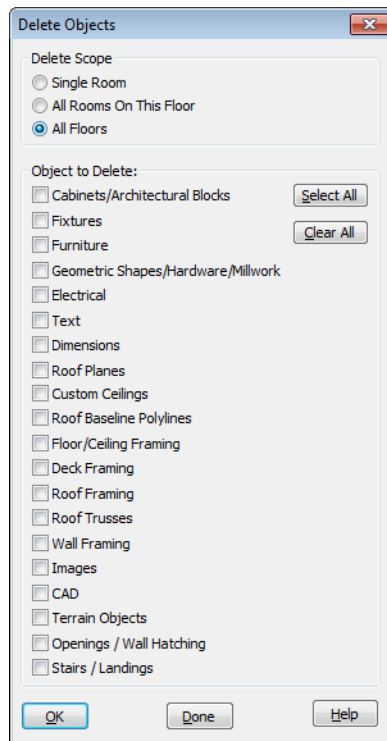 Delete Objects
Delete Scope
Single Room
All Rooms On This Floor
All Floors
Object to Delete:
Cabinets/Architectural Blocks
Select All
Fixtures
Furniture
Clear All
Geometric Shapes/Hardware/Millwork
Electrical
Text
Dimensions
Roof Planes
Custom Ceilings
Roof Baseline Polylines
Floor/Ceiling Framing
Deck Framing
Roof Framing
Roof Trusses
Wall Framing
Images
CAD
Terrain Objects
Openings / Wall Hatching
Stairs / Landings
OK
Done
Help